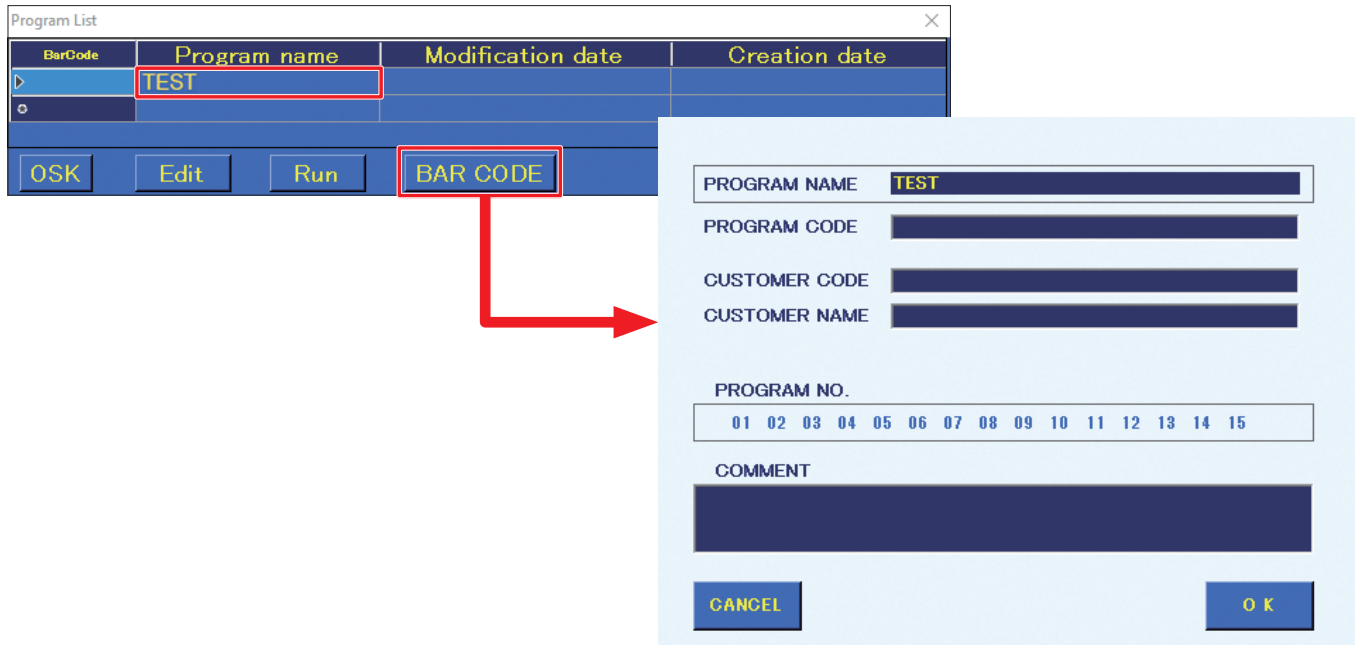 Program List
BarCode Program name Modification date Creation date
TEST
OSK Edit Run BAR CODE
PROGRAM NAME TEST
PROGRAM CODE
CUSTOMER CODE
CUSTOMER NAME
PROGRAM NO.
01 02 03 04 05 06 07 08 09 10 11 12 13 14 15
COMMENT
CANCEL OK